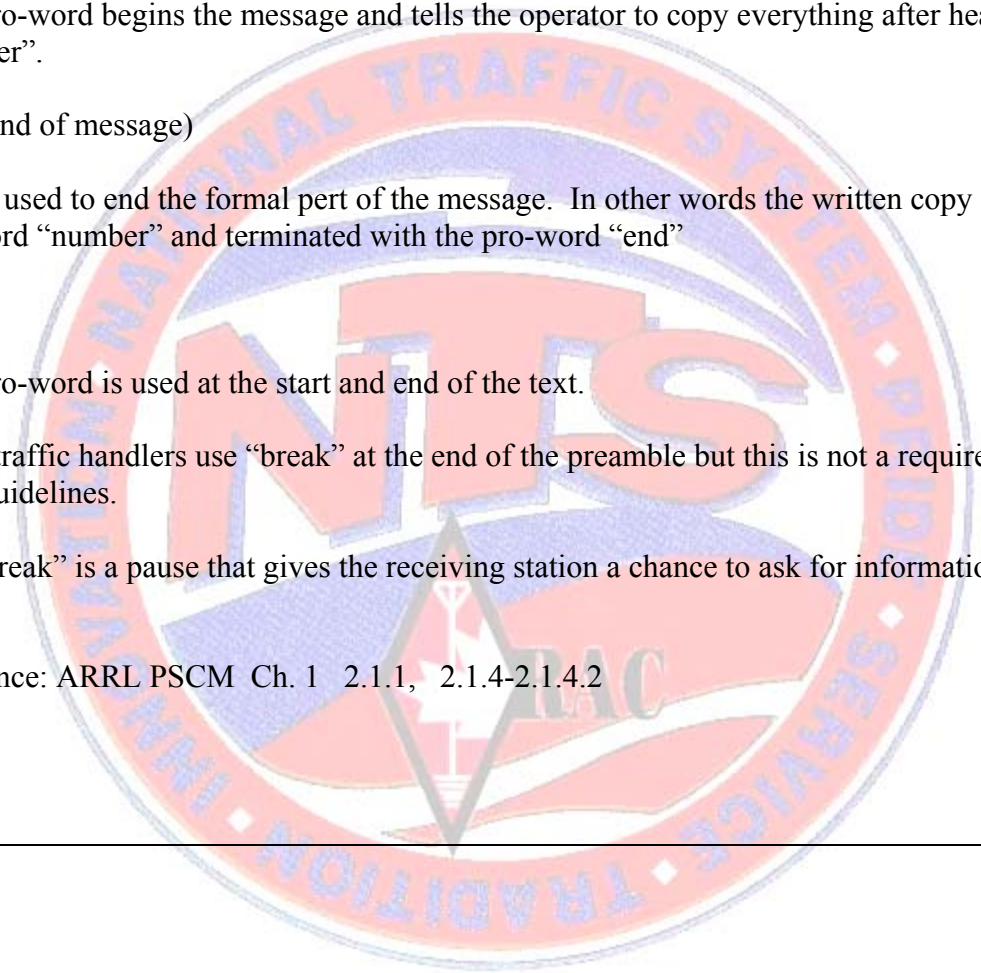 ro-word begins the message and tells the operator to copy everything after hea
er”.
nd of message)
used to end the formal pert of the message. In other words the written copy
ord “number” and terminated with the pro-word “end”
ro-word is used at the start and end of the text.
traffic handlers use “break” at the end of the preamble but this is not a require
uidelines.
reak” is a pause that gives the receiving station a chance to ask for informatio
nce: ARRL PSCM Ch. 1 2.1.1, 2.1.4-2.1.4.2
NATIONAL TRAFFIC SYSTEM
NTS
RAC
PRIDE
SERVICE
TRADITION
INNOVATION